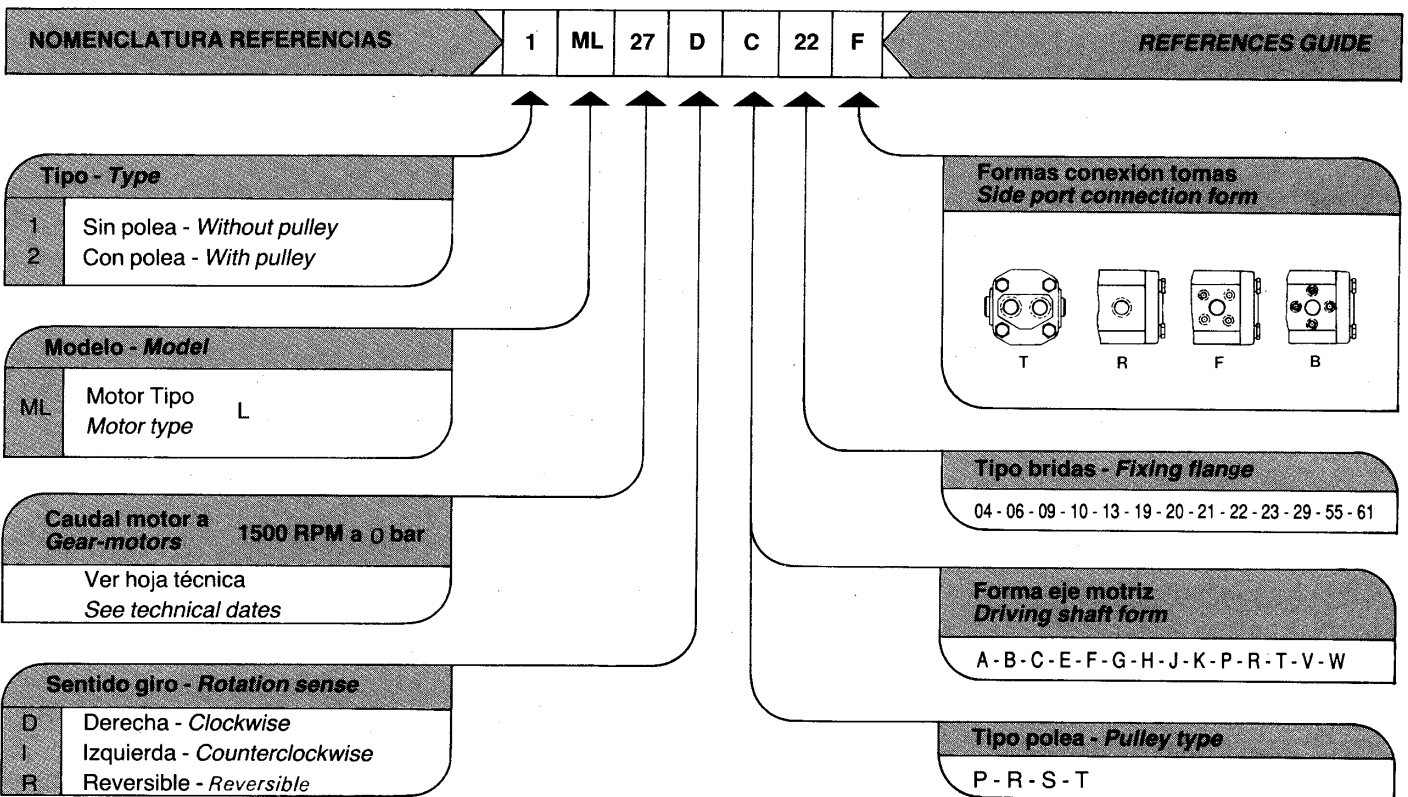 NOMENCLATURA REFERENCIAS
1 ML 27 D C 22 F
REFERENCES GUIDE
Tipo - Type
1 Sin polea - Without pulley
2 Con polea - With pulley
Modelo - Model
ML
Motor Tipo
Motor type
L
Caudal motor a
Gear-motors
1500 RPM a 0 bar
Ver hoja técnica
See technical dates
Sentido giro - Rotation sense
D Derecha - Clockwise
I Izquierda - Counterclockwise
R Reversible - Reversible
Formas conexión tomas
Side port connection form
T R F B
Tipo bridas - Fixing flange
04 - 06 - 09 - 10 - 13 - 19 - 20 - 21 - 22 - 23 - 29 - 55 - 61
Forma eje motriz
Driving shaft form
A - B - C - E - F - G - H - J - K - P - R - T - V - W
Tipo polea - Pulley type
P - R - S - T